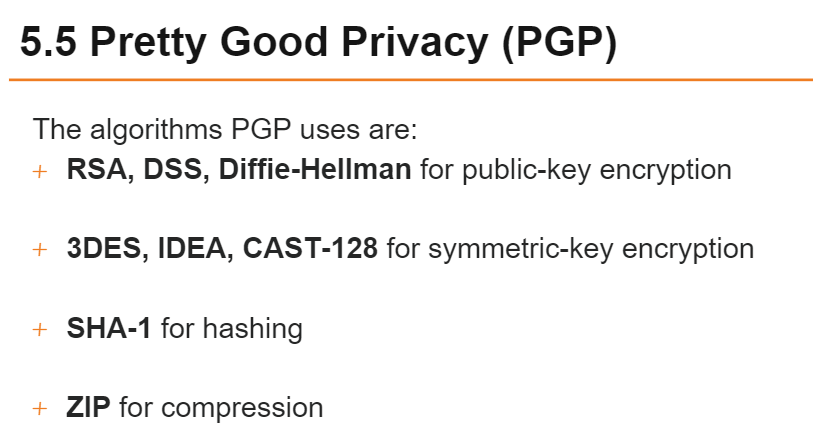 5.5 Pretty Good Privacy (PGP)
The algorithms PGP uses are:
+ RSA, DSS, Diffie-Hellman for public-key encryption
+ 3DES, IDEA, CAST-128 for symmetric-key encryption
+ SHA-1 for hashing
+ ZIP for compression